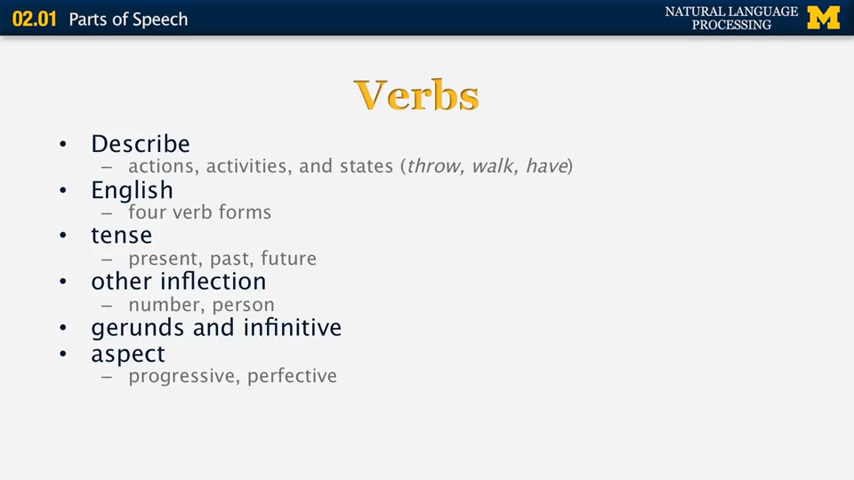 02.01 Parts of Speech
NATURAL LANGUAGE
PROCESSING
M
Verbs
• Describe
– actions, activities, and states (throw, walk, have)
• English
– four verb forms
• tense
– present, past, future
• other inflection
– number, person
• gerunds and infinitive
• aspect
– progressive, perfective